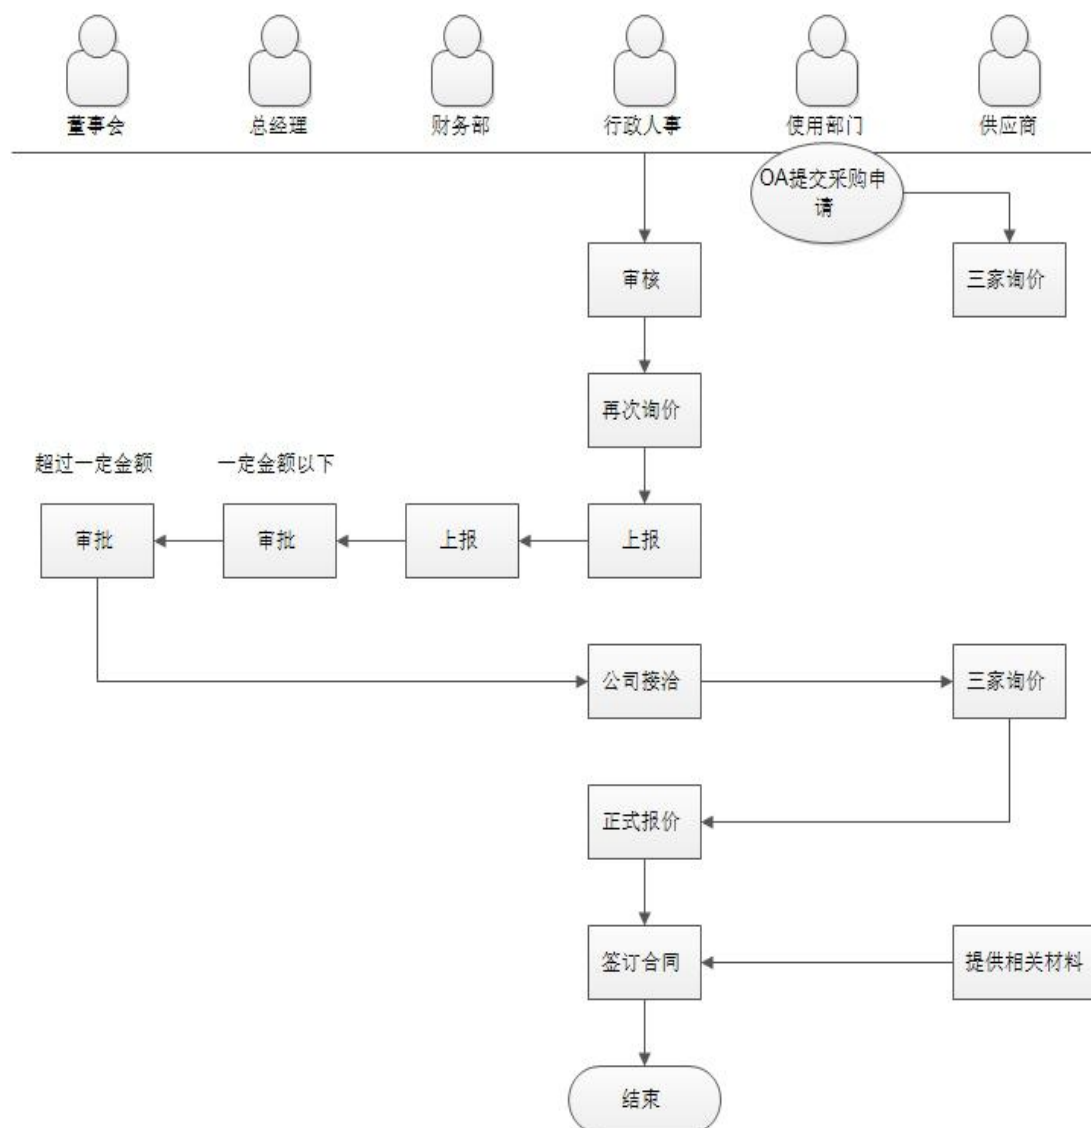 董事会
总经理
财务部
行政人事
使用部门
供应商
OA提交采购申
请
审核
三家询价
再次询价
超过一定金额
一定金额以下
审批
审批
上报
上报
公司接洽
三家询价
正式报价
签订合同
提供相关材料
结束